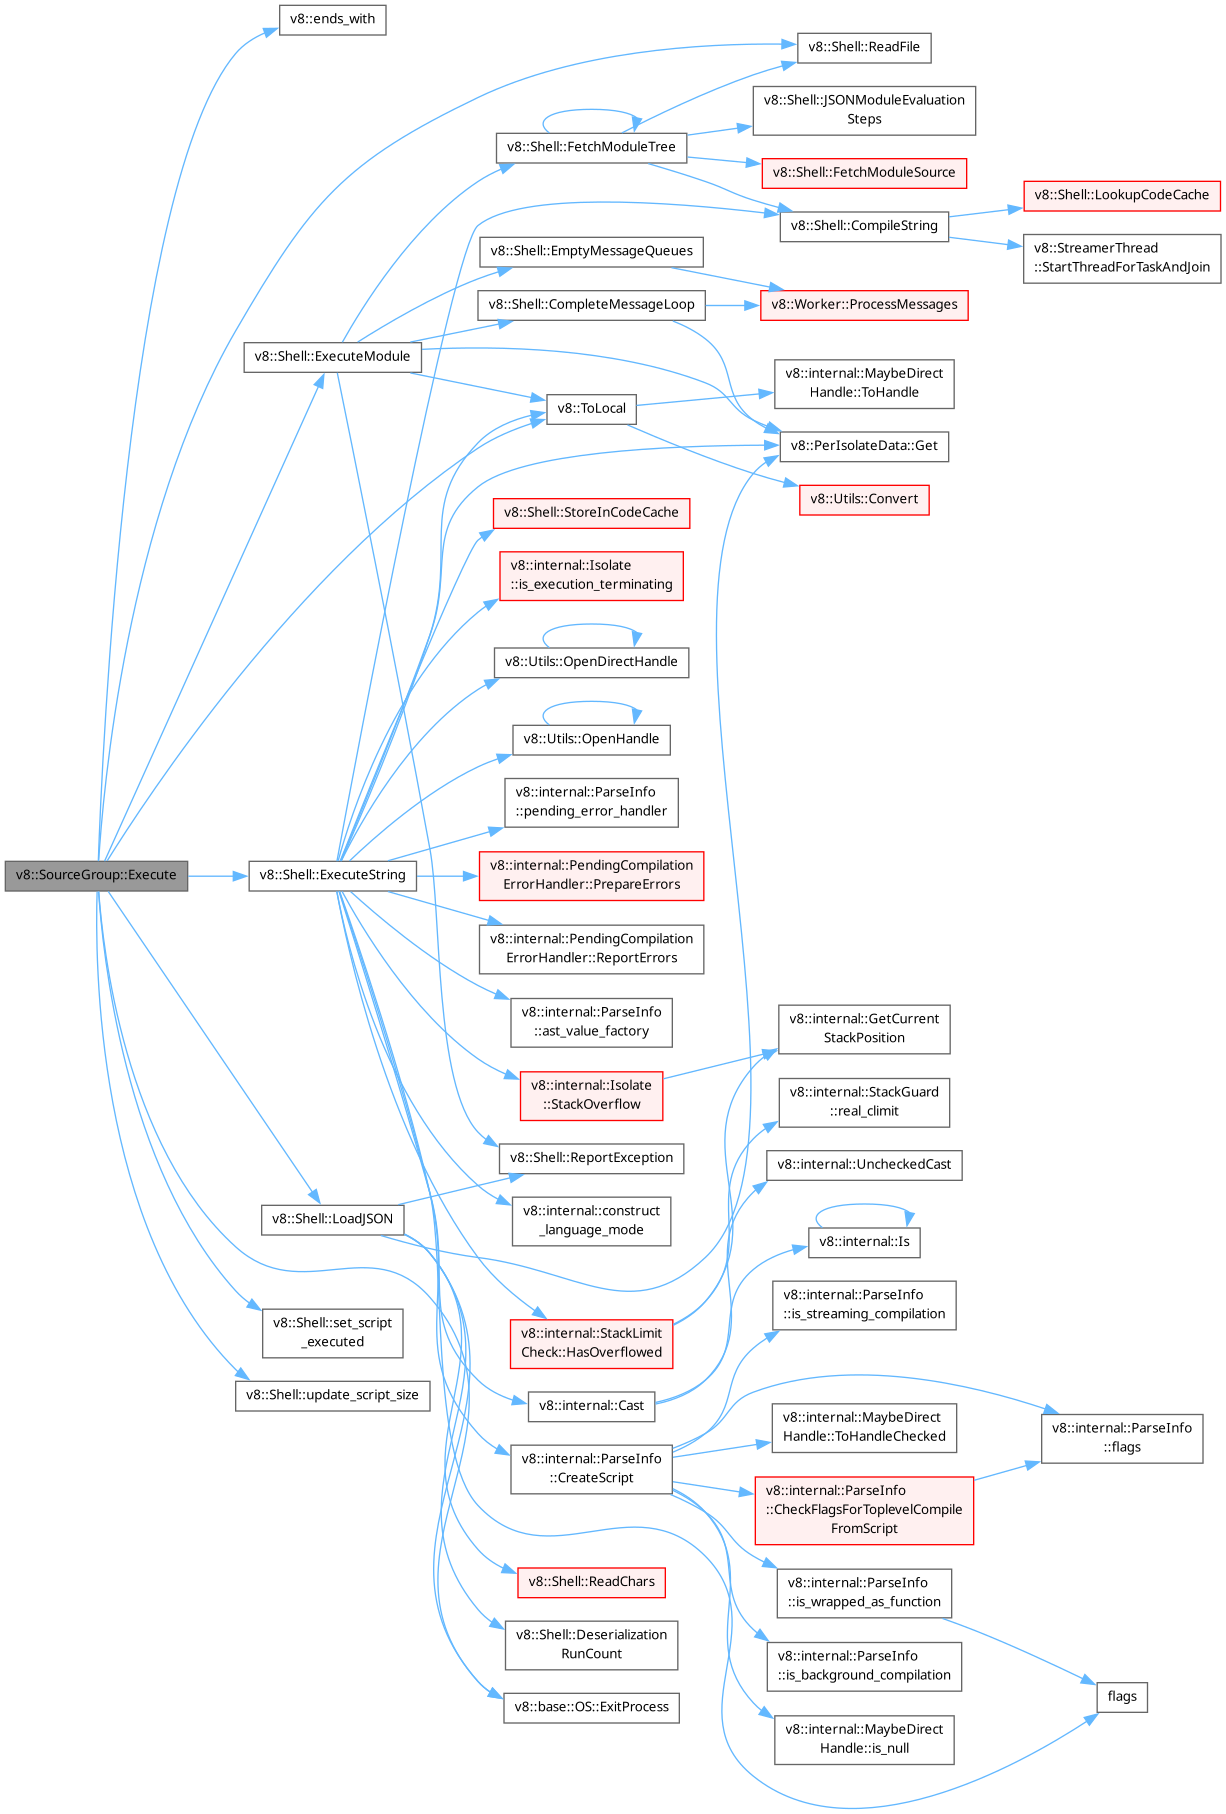 v8::ends_with
v8::Shell::ReadFile
v8::Shell::JSONModuleEvaluation
Steps
v8::Shell::FetchModuleTree
v8::Shell::FetchModuleSource
v8::Shell::LookupCodeCache
v8::Shell::CompileString
v8::StreamerThread
::StartThreadForTaskAndJoin
v8::Shell::EmptyMessageQueues
v8::Shell::CompleteMessageLoop
v8::Worker::ProcessMessages
v8::Shell::ExecuteModule
v8::internal::MaybeDirect
Handle::ToHandle
v8::ToLocal
v8::PerIsolateData::Get
v8::Utils::Convert
v8::Shell::StoreInCodeCache
v8::internal::Isolate
::is_execution_terminating
v8::Utils::OpenDirectHandle
v8::Utils::OpenHandle
v8::internal::ParseInfo
::pending_error_handler
v8::SourceGroup::Execute
v8::Shell::ExecuteString
v8::internal::PendingCompilation
ErrorHandler::PrepareErrors
v8::internal::PendingCompilation
ErrorHandler::ReportErrors
v8::internal::ParseInfo
::ast_value_factory
v8::internal::GetCurrent
StackPosition
v8::internal::Isolate
::StackOverflow
v8::internal::StackGuard
::real_climit
v8::Shell::ReportException
v8::internal::UncheckedCast
v8::Shell::LoadJSON
v8::internal::construct
_language_mode
v8::internal::Is
v8::internal::ParseInfo
::is_streaming_compilation
v8::Shell::set_script
_executed
v8::internal::StackLimit
Check::HasOverflowed
v8::Shell::update_script_size
v8::internal::Cast
v8::internal::MaybeDirect
Handle::ToHandleChecked
v8::internal::ParseInfo
::flags
v8::internal::ParseInfo
::CreateScript
v8::internal::ParseInfo
::CheckFlagsForToplevelCompile
FromScript
v8::Shell::ReadChars
v8::internal::ParseInfo
::is_wrapped_as_function
v8::Shell::Deserialization
RunCount
v8::internal::ParseInfo
::is_background_compilation
v8::base::OS::ExitProcess
flags
v8::internal::MaybeDirect
Handle::is_null